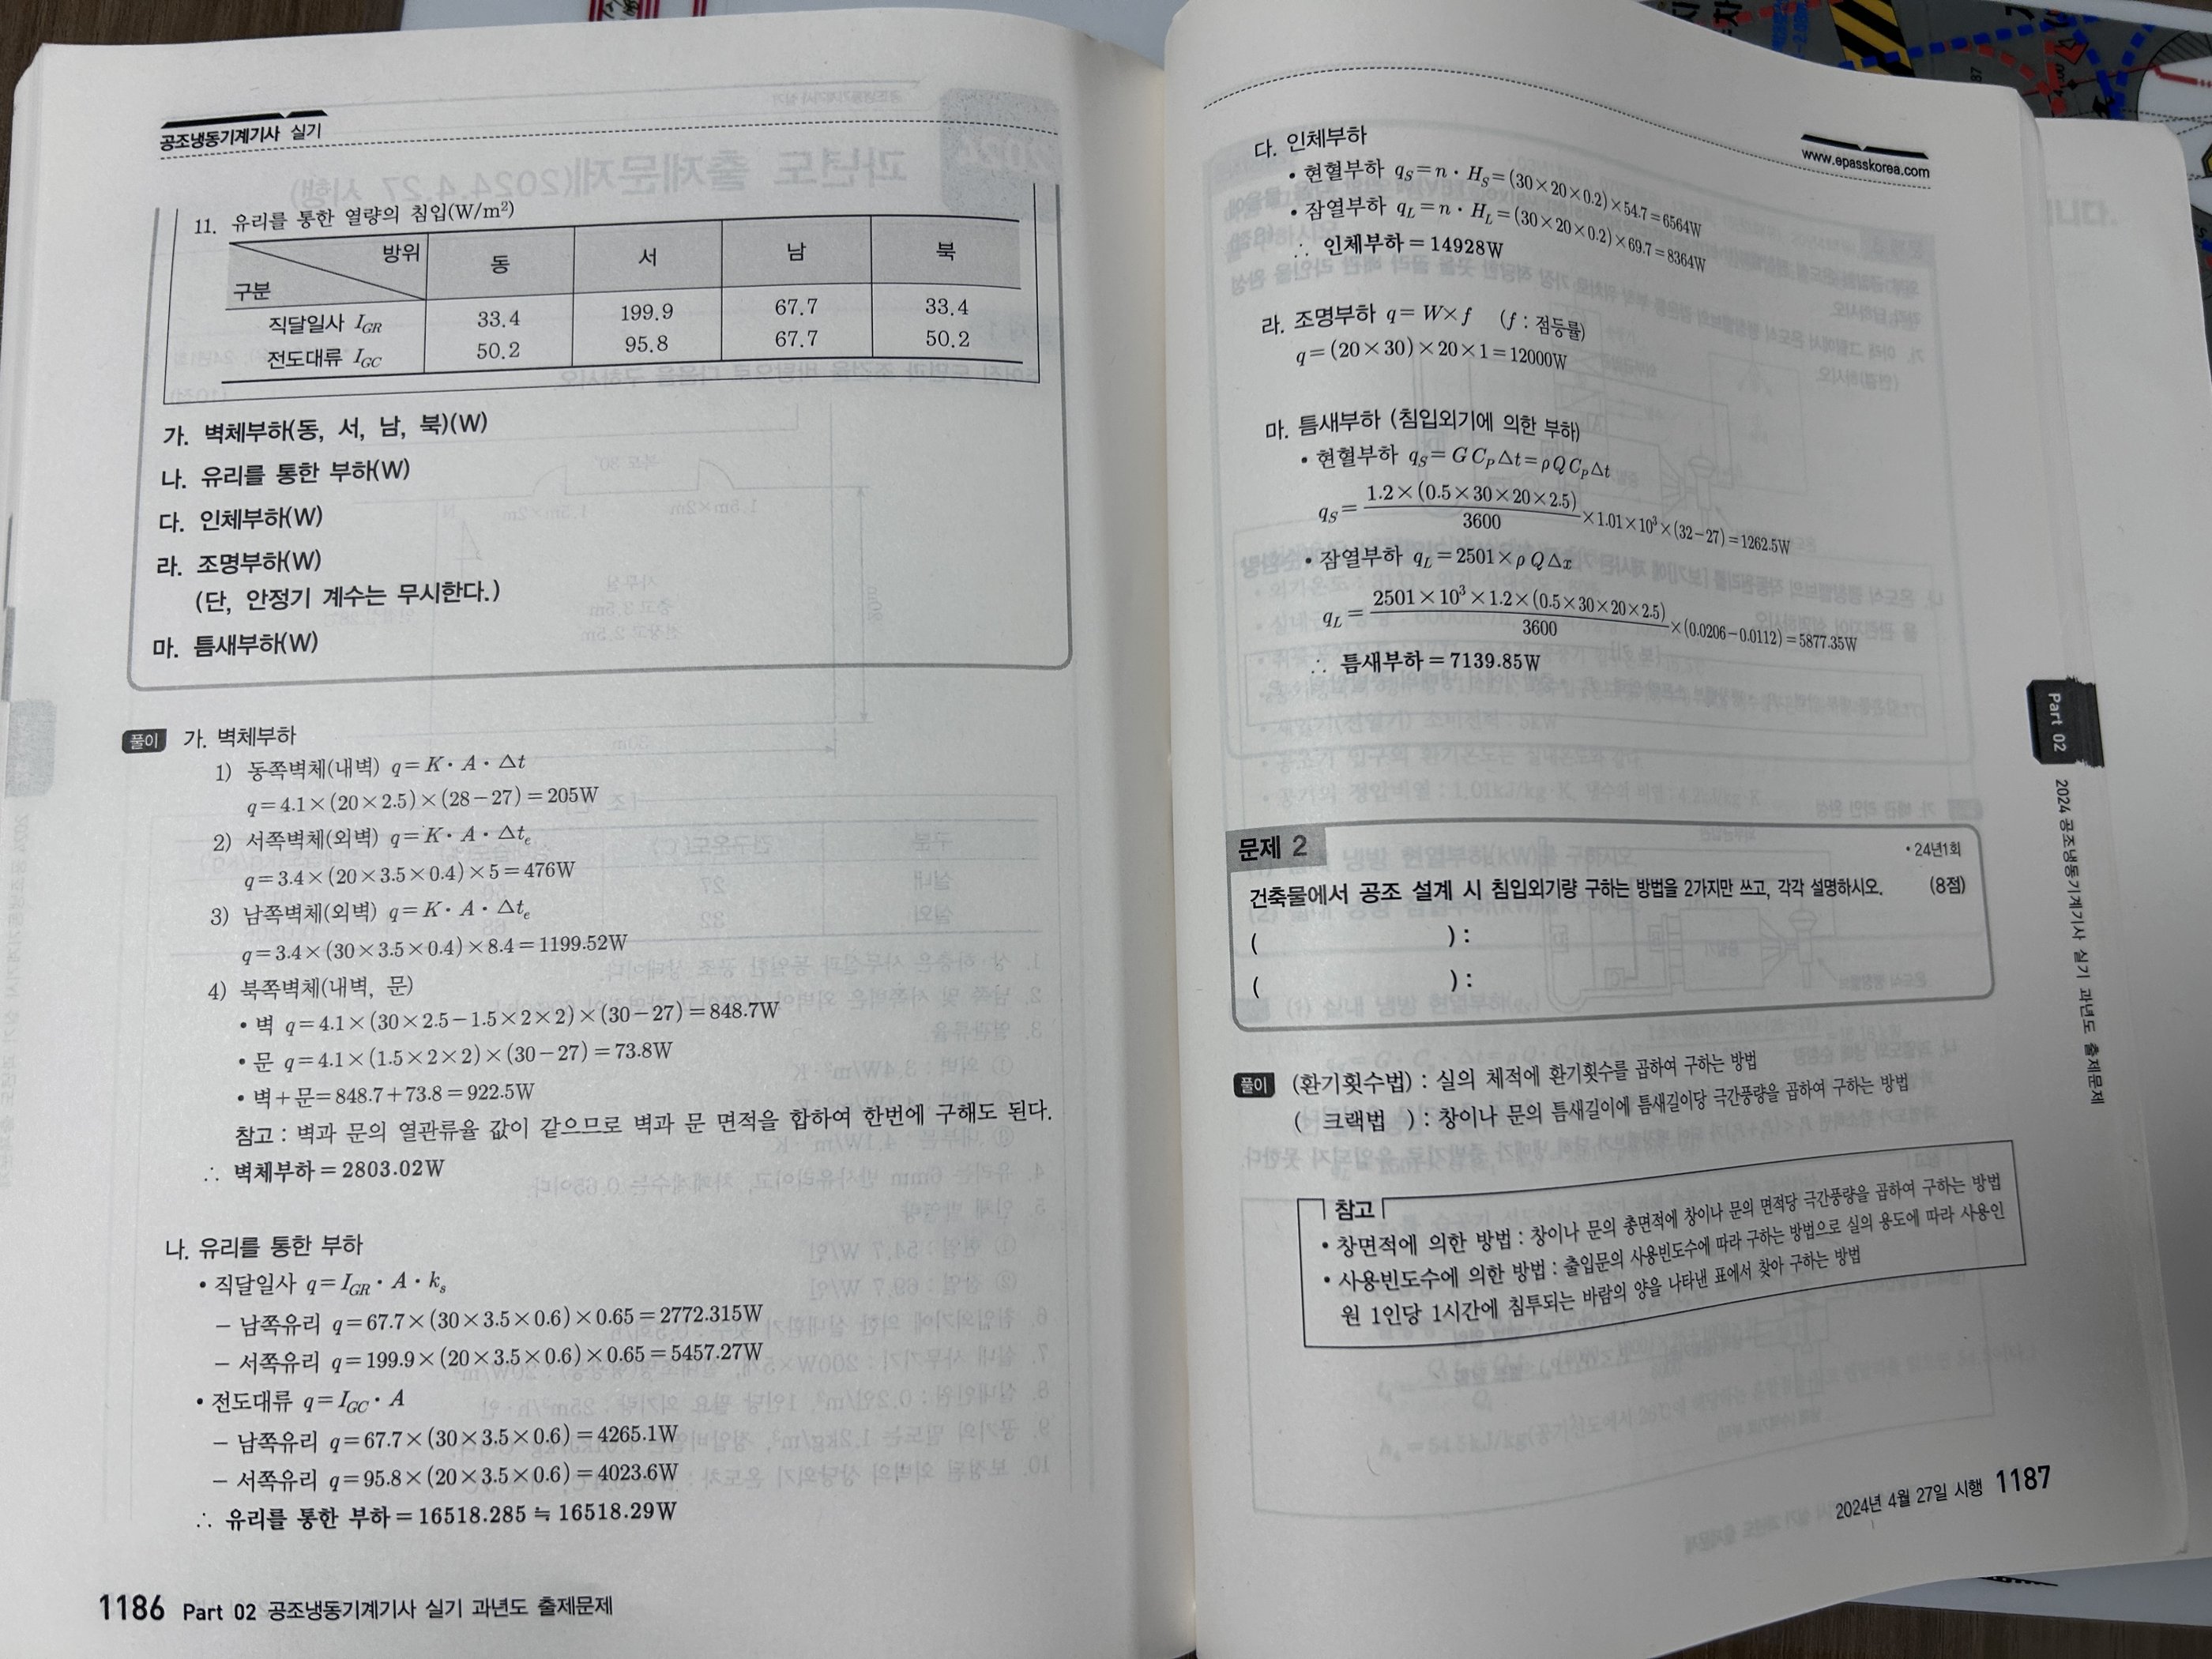 공조냉동기계기사 실기
11. 유리를 통한 열량의 침입(W/m²)
방위
구분
동 서 남 북
직달일사 I_GR 33.4 199.9 67.7 33.4
전도대류 I_GC 50.2 95.8 67.7 50.2
가. 벽체부하(동, 서, 남, 북)(W)
나. 유리를 통한 부하(W)
다. 인체부하(W)
라. 조명부하(W)
(단, 안정기 계수는 무시한다.)
마. 틈새부하(W)
풀이 가. 벽체부하
1) 동쪽벽체(내벽) q=K·A·Δt
q=4.1×(20×2.5)×(28-27)=205W
2) 서쪽벽체(외벽) q=K·A·Δt_e
q=3.4×(20×3.5×0.4)×5=476W
3) 남쪽벽체(외벽) q=K·A·Δt_e
q=3.4×(30×3.5×0.4)×8.4=1199.52W
4) 북쪽벽체(내벽, 문)
• 벽 q=4.1×(30×2.5-1.5×2×2)×(30-27)=848.7W
• 문 q=4.1×(1.5×2×2)×(30-27)=73.8W
• 벽+문=848.7+73.8=922.5W
참고 : 벽과 문의 열관류율 값이 같으므로 벽과 문 면적을 합하여 한번에 구해도 된다.
∴ 벽체부하=2803.02W
나. 유리를 통한 부하
• 직달일사 q=I_GR·A·k_s
- 남쪽유리 q=67.7×(30×3.5×0.6)×0.65=2772.315W
- 서쪽유리 q=199.9×(20×3.5×0.6)×0.65=5457.27W
• 전도대류 q=I_GC·A
- 남쪽유리 q=67.7×(30×3.5×0.6)=4265.1W
- 서쪽유리 q=95.8×(20×3.5×0.6)=4023.6W
∴ 유리를 통한 부하=16518.285≒16518.29W
1186 Part 02 공조냉동기계기사 실기 과년도 출제문제
www.epasskorea.com
다. 인체부하
• 현혈부하 q_S=n·H_S=(30×20×0.2)×54.7=6564W
• 잠열부하 q_L=n·H_L=(30×20×0.2)×69.7=8364W
∴ 인체부하=14928W
라. 조명부하 q=W×f (f : 점등률)
q=(20×30)×20×1=12000W
마. 틈새부하 (침입외기에 의한 부하)
• 현혈부하 q_S=GC_pΔt=ρQC_pΔt
q_S=1.2×(0.5×30×20×2.5)/3600×1.01×10³×(32-27)=1262.5W
• 잠열부하 q_L=2501×ρQΔx
q_L=2501×10³×1.2×(0.5×30×20×2.5)/3600×(0.0206-0.0112)=5877.35W
∴ 틈새부하=7139.85W
문제 2
• 24년1회
건축물에서 공조 설계 시 침입외기량 구하는 방법을 2가지만 쓰고, 각각 설명하시오. (8점)
( ) :
( ) :
풀이 (환기횟수법) : 실의 체적에 환기횟수를 곱하여 구하는 방법
( 크랙법 ) : 창이나 문의 틈새길이에 틈새길이당 극간풍량을 곱하여 구하는 방법
참고
• 창면적에 의한 방법 : 창이나 문의 총면적에 창이나 문의 면적당 극간풍량을 곱하여 구하는 방법
• 사용빈도수에 의한 방법 : 출입문의 사용빈도수에 따라 구하는 방법으로 실의 용도에 따라 사용인
원 1인당 1시간에 침투되는 바람의 양을 나타낸 표에서 찾아 구하는 방법
Part 02
2024 공조냉동기계기사 실기 과년도 출제문제
2024년 4월 27일 시행 1187